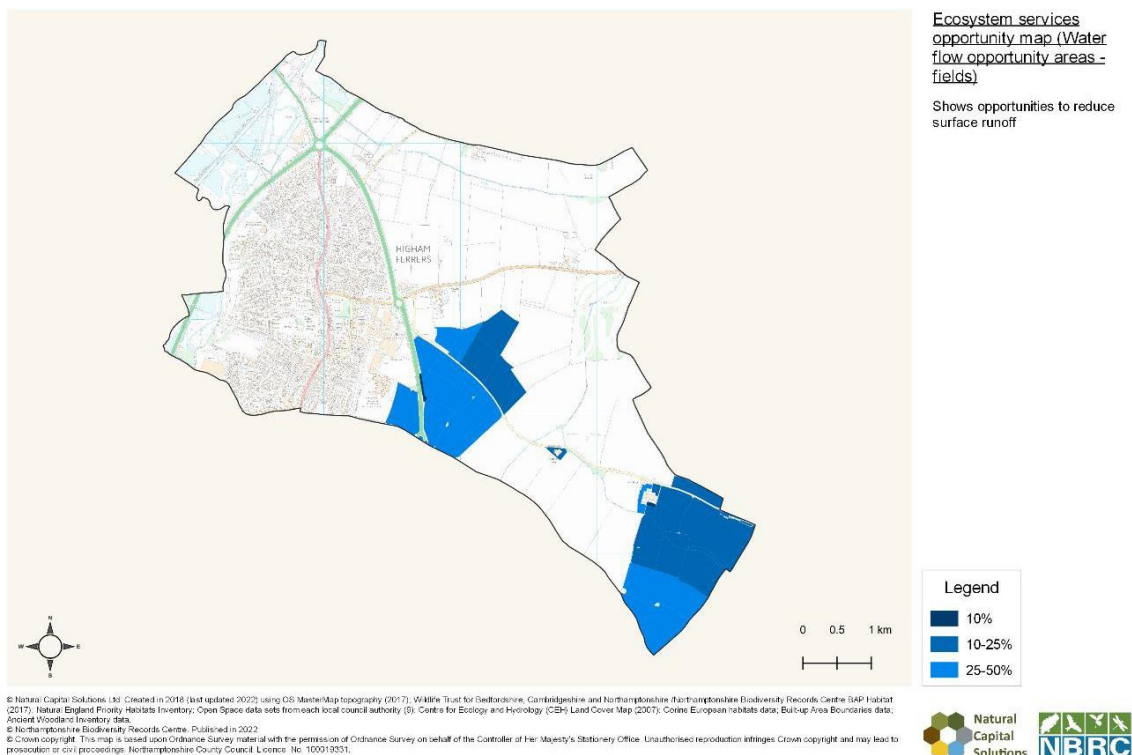 Ecosystem services
opportunity map (Water
flow opportunity areas -
fields)
Shows opportunities to reduce
surface runoff
HIGHAM
FERRERS
N
W
E
S
0 0.5 1 km
Legend
10%
10-25%
25-50%
© Natural Capital Solutions Ltd. Created in 2018 (last updated 2022) using OS MasterMap topography (2017); Wildlife Trust for Bedfordshire, Cambridgeshire and Northamptonshire /Northamptonshire Biodiversity Records Centre BAP Habitat
(2017); Natural England Priority Habitats Inventory; Open Space data sets from each local council authority (9); Centre for Ecology and Hydrology (CEH) Land Cover Map (2007); Corine European habitats data; Built-up Area Boundaries data;
Ancient Woodland Inventory data.
© Northamptonshire Biodiversity Records Centre. Published in 2022
© Crown copyright. This map is based upon Ordnance Survey material with the permission of Ordnance Survey on behalf of the Controller of Her Majesty's Stationery Office. Unauthorised reproduction infringes Crown copyright and may lead to
prosecution or civil proceedings. Northamptonshire County Council: Licence No. 100019331.
Natural
Capital
Solutions
NBRC